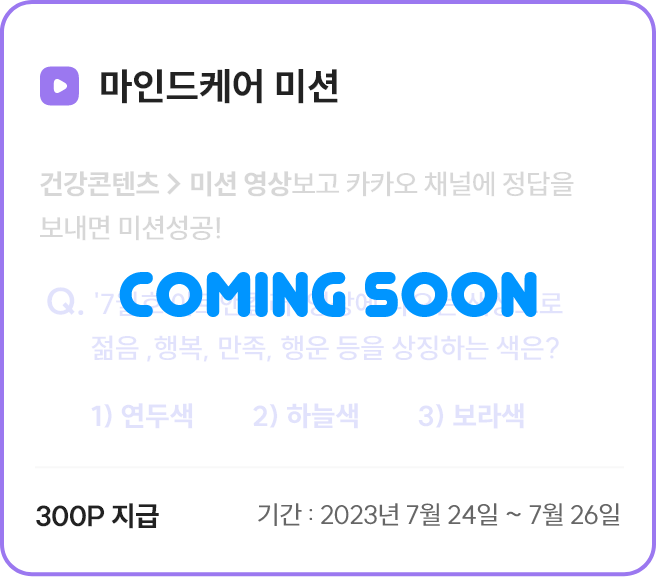 마인드케어 미션
건강콘텐츠 > 미션 영상보고 카카오 채널에 정답을
보내면 미션성공!
COMING SOON
Q. '7월
젊음 ,행복, 만족, 행운 등을 상징하는 색은?
1) 연두색 2) 하늘색 3) 보라색
300P 지급 기간 : 2023년 7월 24일 ~ 7월 26일